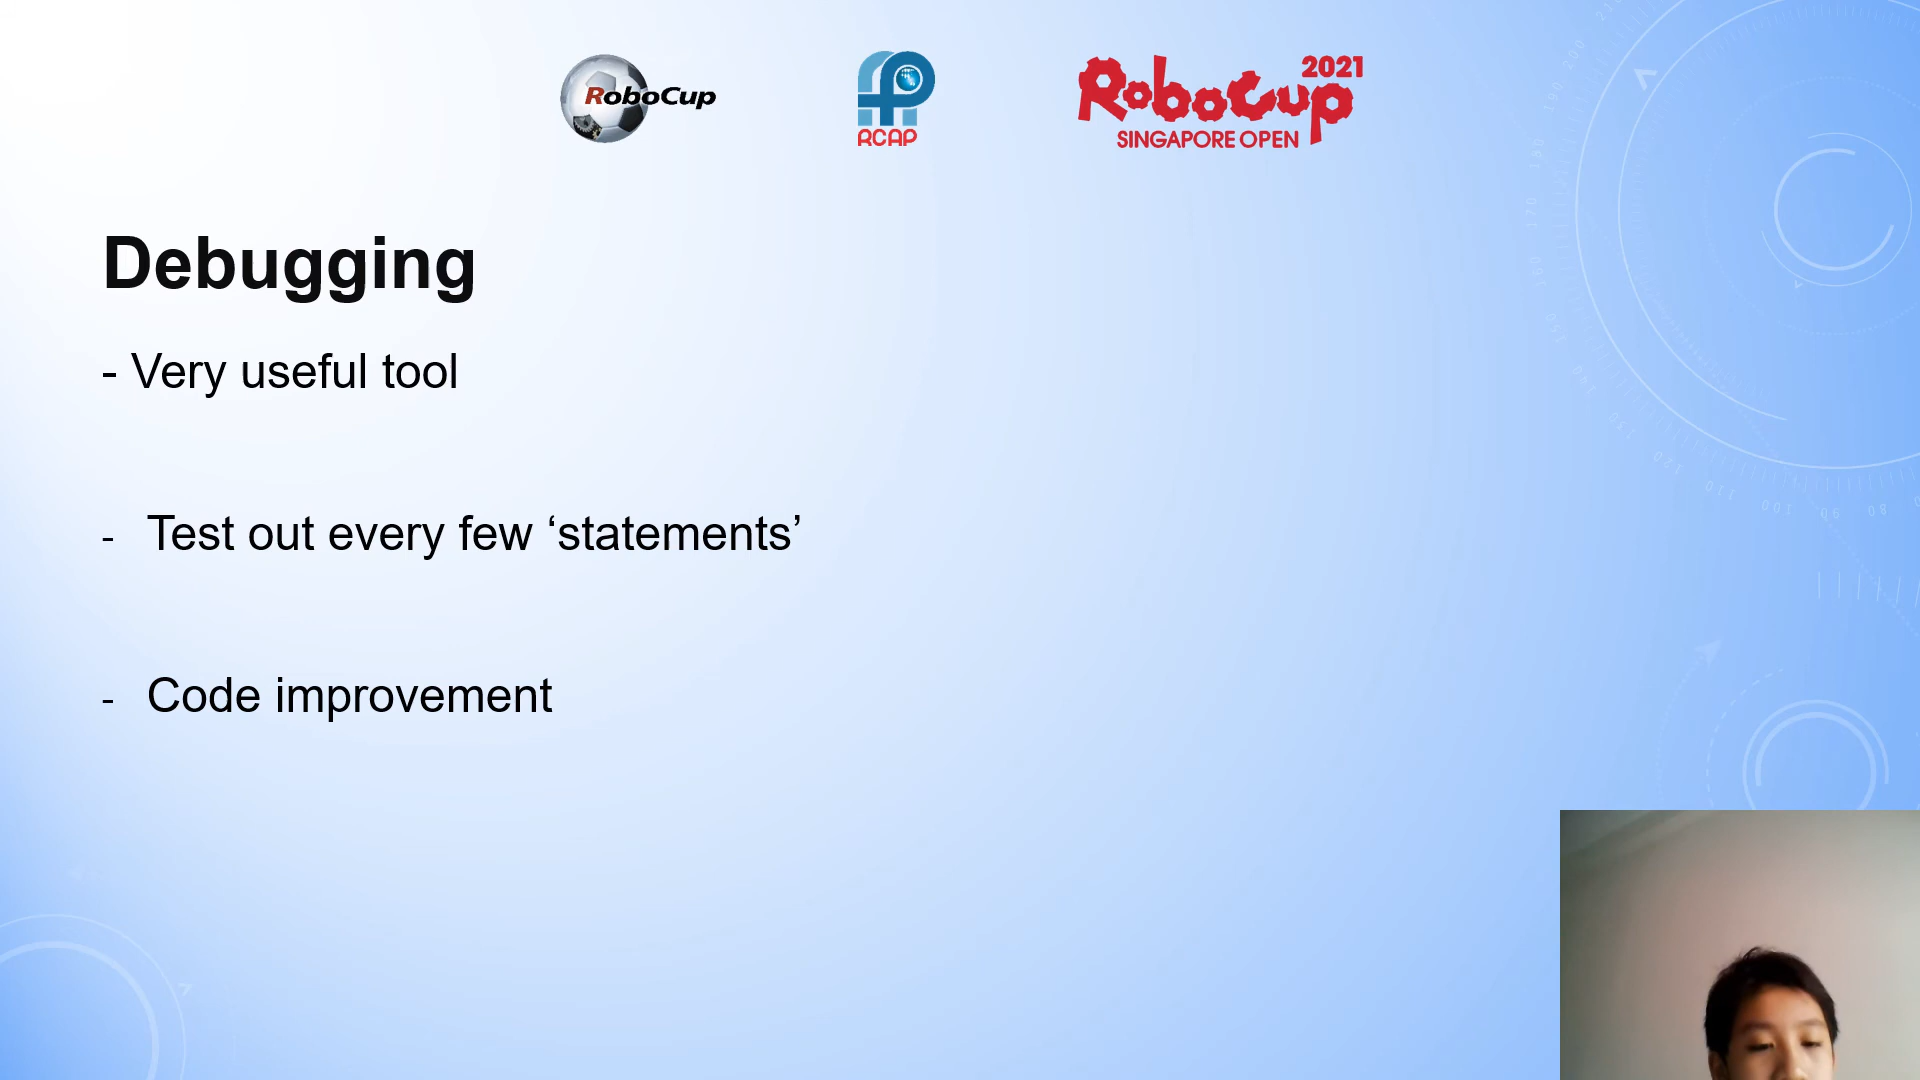 RoboCup
RCAP
RoboCup 2021
SINGAPORE OPEN
Debugging
- Very useful tool
- Test out every few ‘statements’
- Code improvement